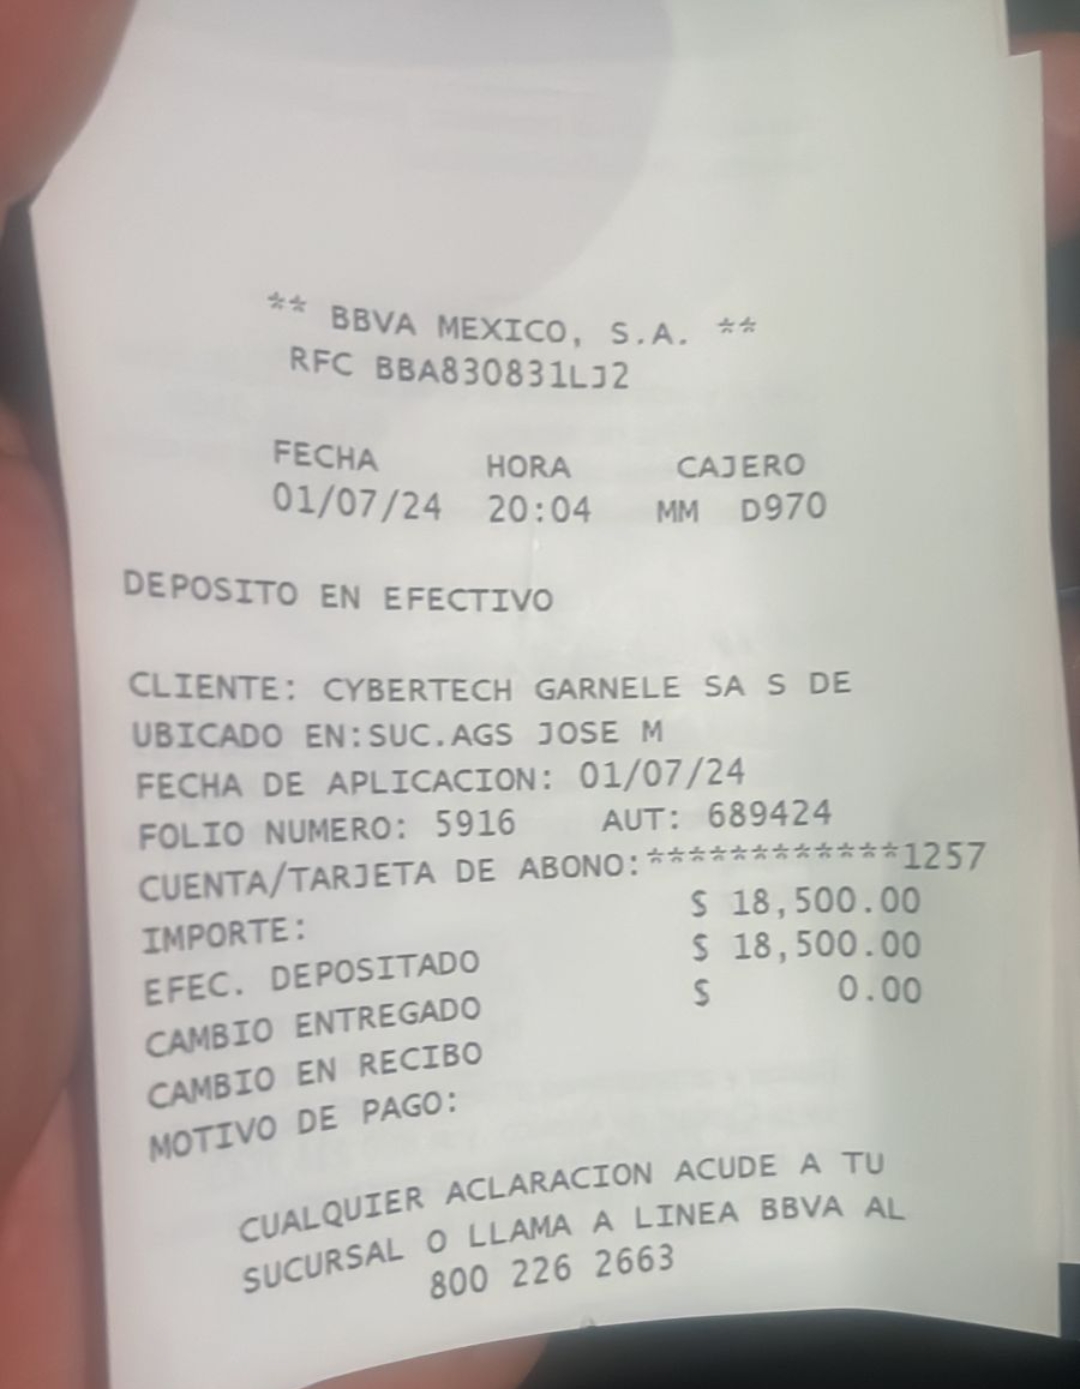 ** BBVA MEXICO, S.A. **
RFC BBA830831LJ2
FECHA HORA CAJERO
01/07/24 20:04 MM D970
DEPOSITO EN EFECTIVO
CLIENTE: CYBERTECH GARNELE SA S DE
UBICADO EN:SUC.AGS JOSE M
FECHA DE APLICACION: 01/07/24
FOLIO NUMERO: 5916 AUT: 689424
CUENTA/TARJETA DE ABONO:************1257
IMPORTE: $ 18,500.00
EFEC. DEPOSITADO $ 18,500.00
CAMBIO ENTREGADO $ 0.00
CAMBIO EN RECIBO
MOTIVO DE PAGO:
CUALQUIER ACLARACION ACUDE A TU
SUCURSAL O LLAMA A LINEA BBVA AL
800 226 2663